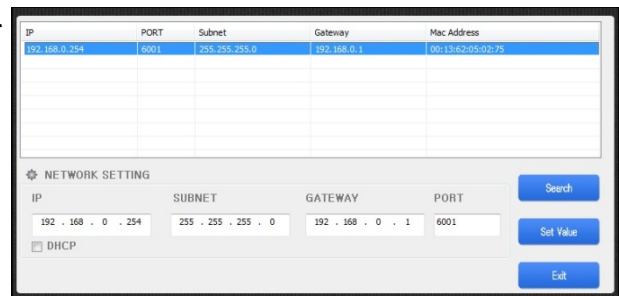 IP PORT Subnet Gateway Mac Address
192.168.0.254 6001 255.255.255.0 192.168.0.1 00:13:62:05:02:75
NETWORK SETTING
IP SUBNET GATEWAY PORT
192 . 168 . 0 . 254 255 . 255 . 255 . 0 192 . 168 . 0 . 1 6001
DHCP
Seerch
Set Value
Exit